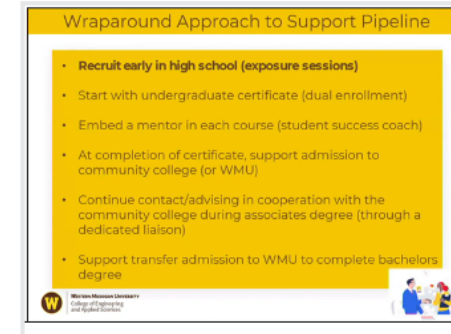 Wraparound Approach to Support Pipeline
• Recruit early in high school (exposure sessions)
• Start with undergraduate certificate (dual enrollment)
• Embed a mentor in each course (student success coach)
• At completion of certificate, support admission to
community college (or WMU)
• Continue contact/advising in cooperation with the
community college during associates degree (through a
dedicated liaison)
• Support transfer admission to WMU to complete bachelors
degree
W
Western Michigan University
College of Engineering
and Applied Sciences